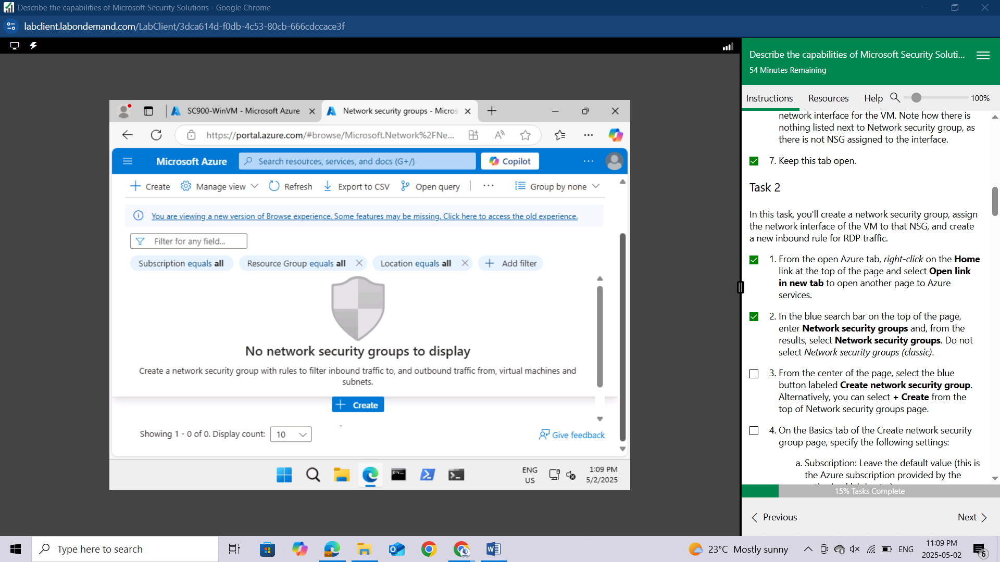 Describe the capabilities of Microsoft Security Solutions - Google Chrome
labclient.labondemand.com/LabClient/3dca614d-f0db-4c53-80cb-666cdccace3f
SC900-WinVM - Microsoft Azure
Network security groups - Micros
https://portal.azure.com/#browse/Microsoft.Network%2FNe...
Microsoft Azure
Search resources, services, and docs (G+/)
Copilot
Create
Manage view
Refresh
Export to CSV
Open query
Group by none
You are viewing a new version of Browse experience. Some features may be missing. Click here to access the old experience.
Filter for any field...
Subscription equals all
Resource Group equals all
Location equals all
Add filter
No network security groups to display
Create a network security group with rules to filter inbound traffic to, and outbound traffic from, virtual machines and
subnets.
Create
Showing 1 - 0 of 0. Display count:
10
Give feedback
ENG
US
1:09 PM
5/2/2025
Describe the capabilities of Microsoft Security Soluti...
54 Minutes Remaining
Instructions
Resources
Help
100%
network interface for the VM. Note how there is
nothing listed next to Network security group, as
there is not NSG assigned to the interface.
7. Keep this tab open.
Task 2
In this task, you'll create a network security group, assign
the network interface of the VM to that NSG, and create
a new inbound rule for RDP traffic.
1. From the open Azure tab, right-click on the Home
link at the top of the page and select Open link
in new tab to open another page to Azure
services.
2. In the blue search bar on the top of the page,
enter Network security groups and, from the
results, select Network security groups. Do not
select Network security groups (classic).
3. From the center of the page, select the blue
button labeled Create network security group.
Alternatively, you can select + Create from the
top of Network security groups page.
4. On the Basics tab of the Create network security
group page, specify the following settings:
a. Subscription: Leave the default value (this is
the Azure subscription provided by the
15% Tasks Complete
Previous
Next
Type here to search
23°C Mostly sunny
ENG
11:09 PM
2025-05-02
6